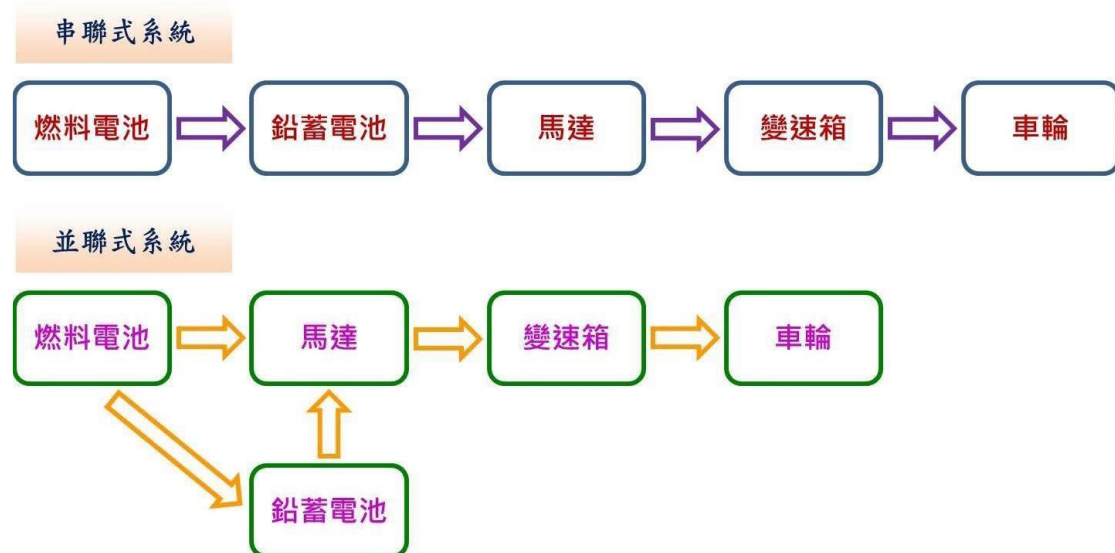 串聯式系統
燃料電池
鉛蓄電池
馬達
變速箱
車輪
並聯式系統
燃料電池
馬達
變速箱
車輪
鉛蓄電池